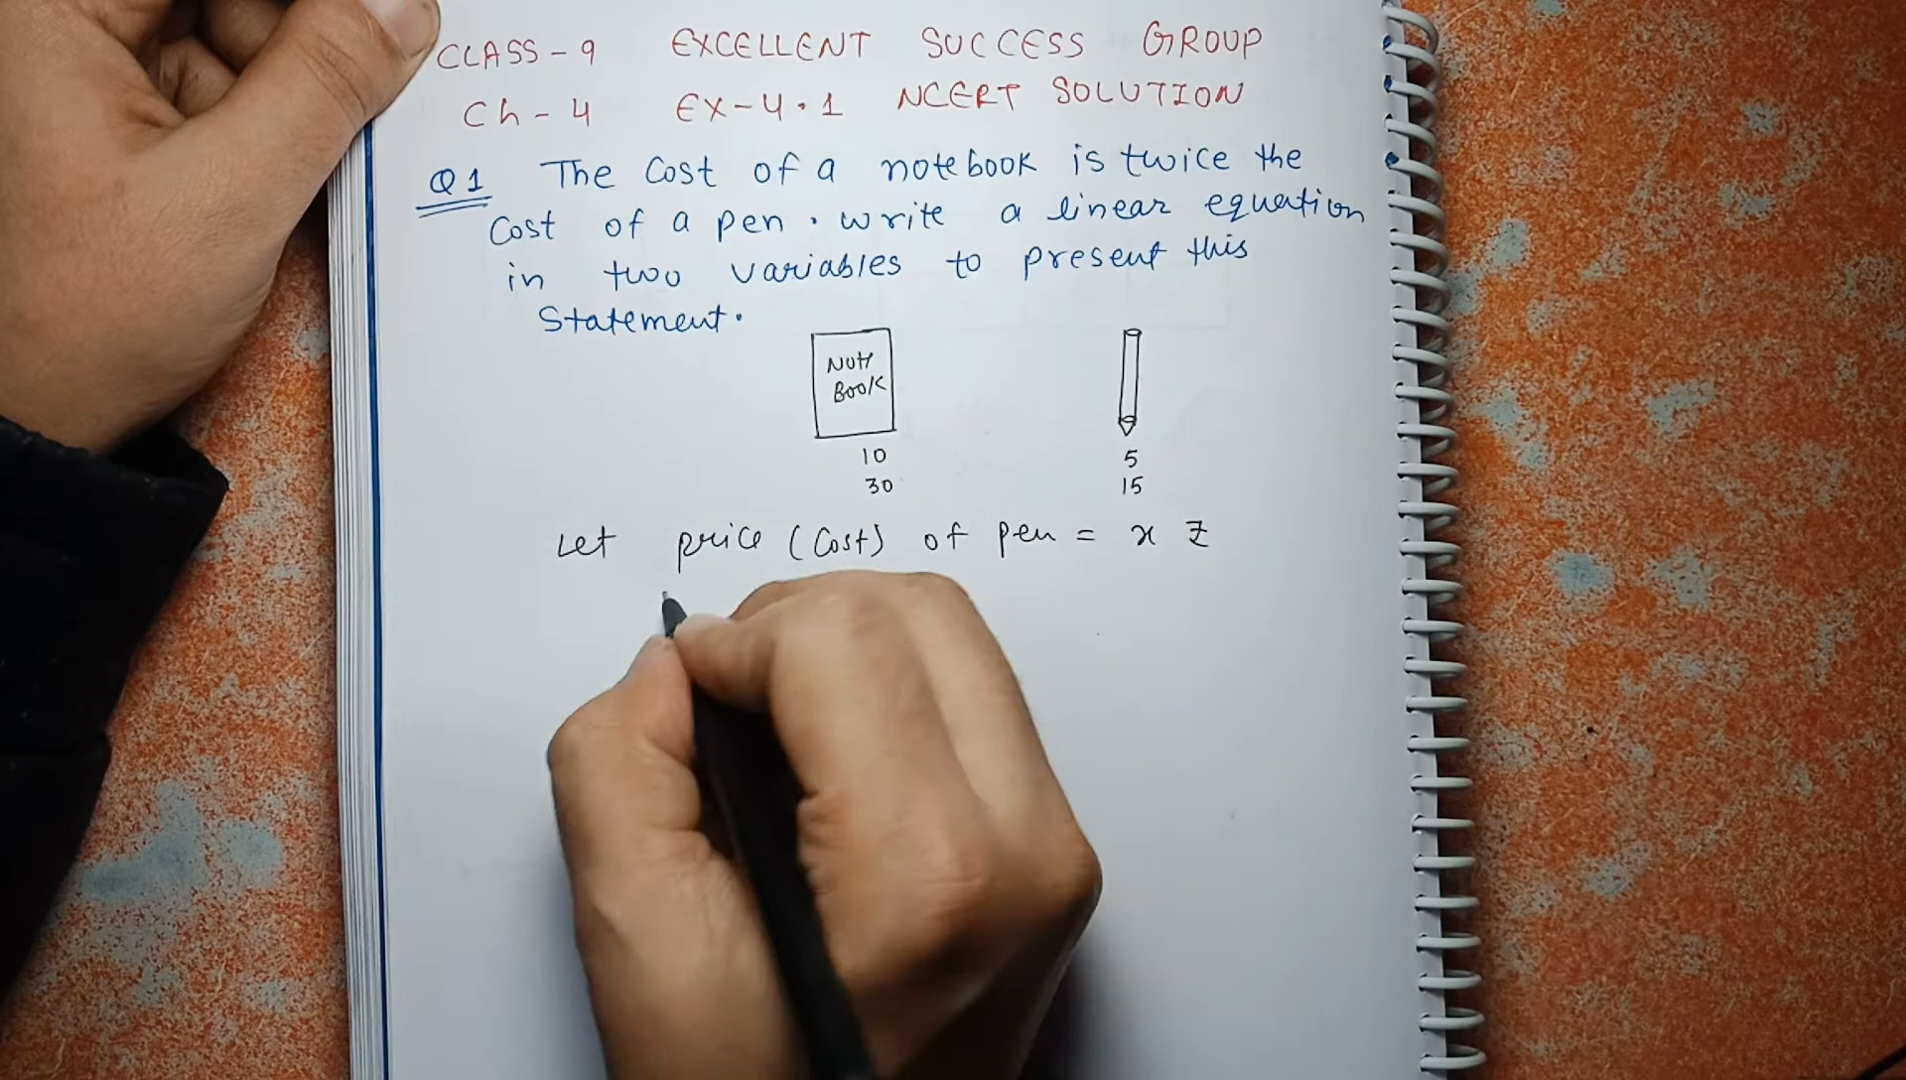 CLASS - 9 EXCELLENT SUCCESS GROUP
Ch - 4 EX - 4.1 NCERT SOLUTION
Q1 The Cost of a notebook is twice the
Cost of a pen. write a linear equation
in two variables to present this
Statement.
Note
BOOK
10 5
30 15
Let price (Cost) of pen = x ₹